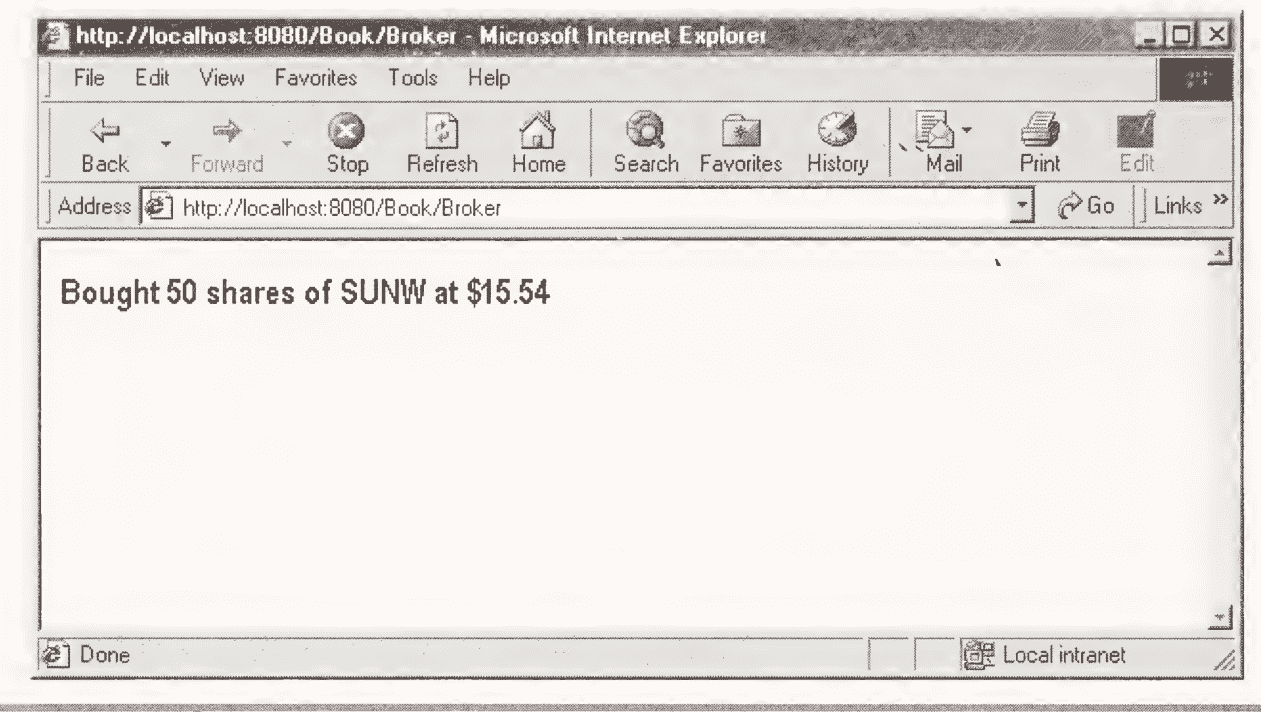 http://localhost:8080/Book/Broker - Microsoft Internet Explorer
File Edit View Favorites Tools Help
Back Forward Stop Refresh Home Search Favorites History Mail Print Edit
Address http://localhost:8080/Book/Broker Go Links »
Bought 50 shares of SUNW at $15.54
Done Local intranet